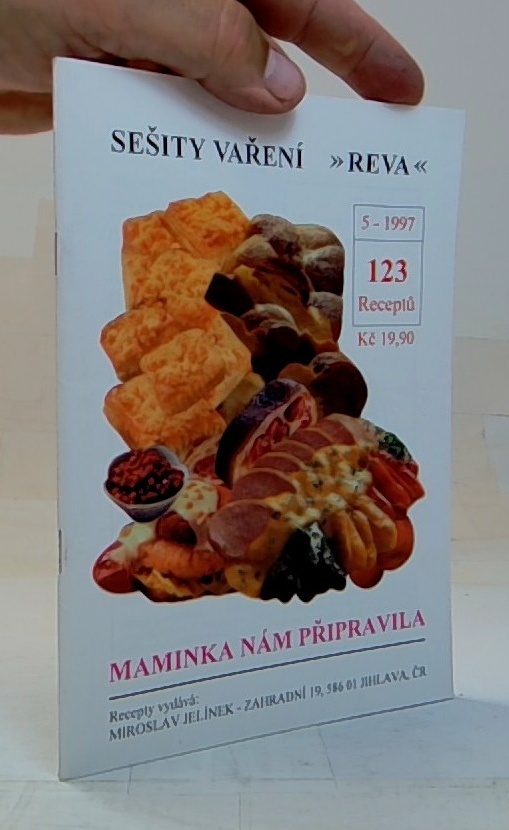 SEŠITY VAŘENÍ »REVA«
5 - 1997
123
Receptů
Kč 19,90
MAMINKA NÁM PŘIPRAVILA
Recepty vydává:
MIROSLAV JELÍNEK - ZAHRADNÍ 19, 586 01 JIHLAVA, ČR